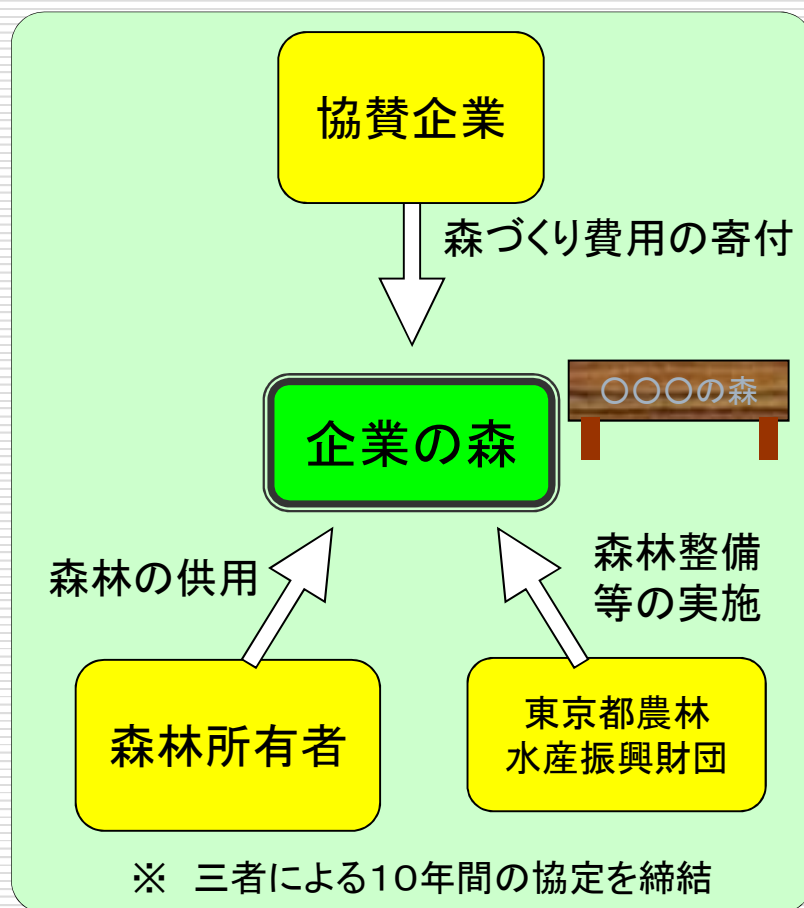 協賛企業
森づくり費用の寄付
〇〇〇の森
企業の森
森林の供用
森林整備
等の実施
森林所有者
東京都農林
水産振興財団
※ 三者による10年間の協定を締結